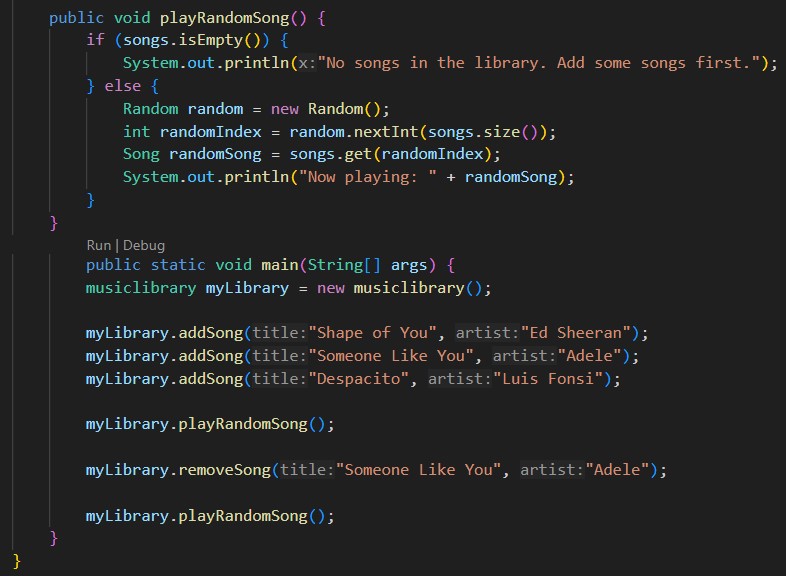 public void playRandomSong() {
if (songs.isEmpty()) {
System.out.println(x:"No songs in the library. Add some songs first.");
} else {
Random random = new Random();
int randomIndex = random.nextInt(songs.size());
Song randomSong = songs.get(randomIndex);
System.out.println("Now playing: " + randomSong);
}
}
Run | Debug
public static void main(String[] args) {
musiclibrary myLibrary = new musiclibrary();
myLibrary.addSong(title:"Shape of You", artist:"Ed Sheeran");
myLibrary.addSong(title:"Someone Like You", artist:"Adele");
myLibrary.addSong(title:"Despacito", artist:"Luis Fonsi");
myLibrary.playRandomSong();
myLibrary.removeSong(title:"Someone Like You", artist:"Adele");
myLibrary.playRandomSong();
}
}